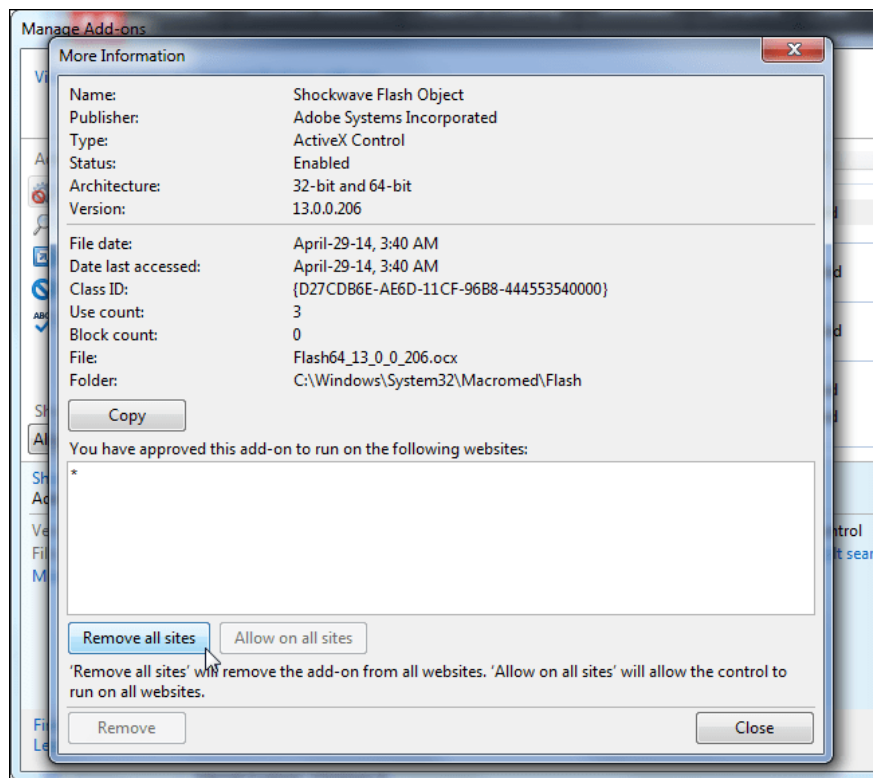 Manage Add-ons
More Information
Name: Shockwave Flash Object
Publisher: Adobe Systems Incorporated
Type: ActiveX Control
Status: Enabled
Architecture: 32-bit and 64-bit
Version: 13.0.0.206
File date: April-29-14, 3:40 AM
Date last accessed: April-29-14, 3:40 AM
Class ID: {D27CDB6E-AE6D-11CF-96B8-444553540000}
Use count: 3
Block count: 0
File: Flash64_13_0_0_206.ocx
Folder: C:\Windows\System32\Macromed\Flash
Copy
You have approved this add-on to run on the following websites:
*
Remove all sites Allow on all sites
'Remove all sites' will remove the add-on from all websites. 'Allow on all sites' will allow the control to
run on all websites.
Remove Close